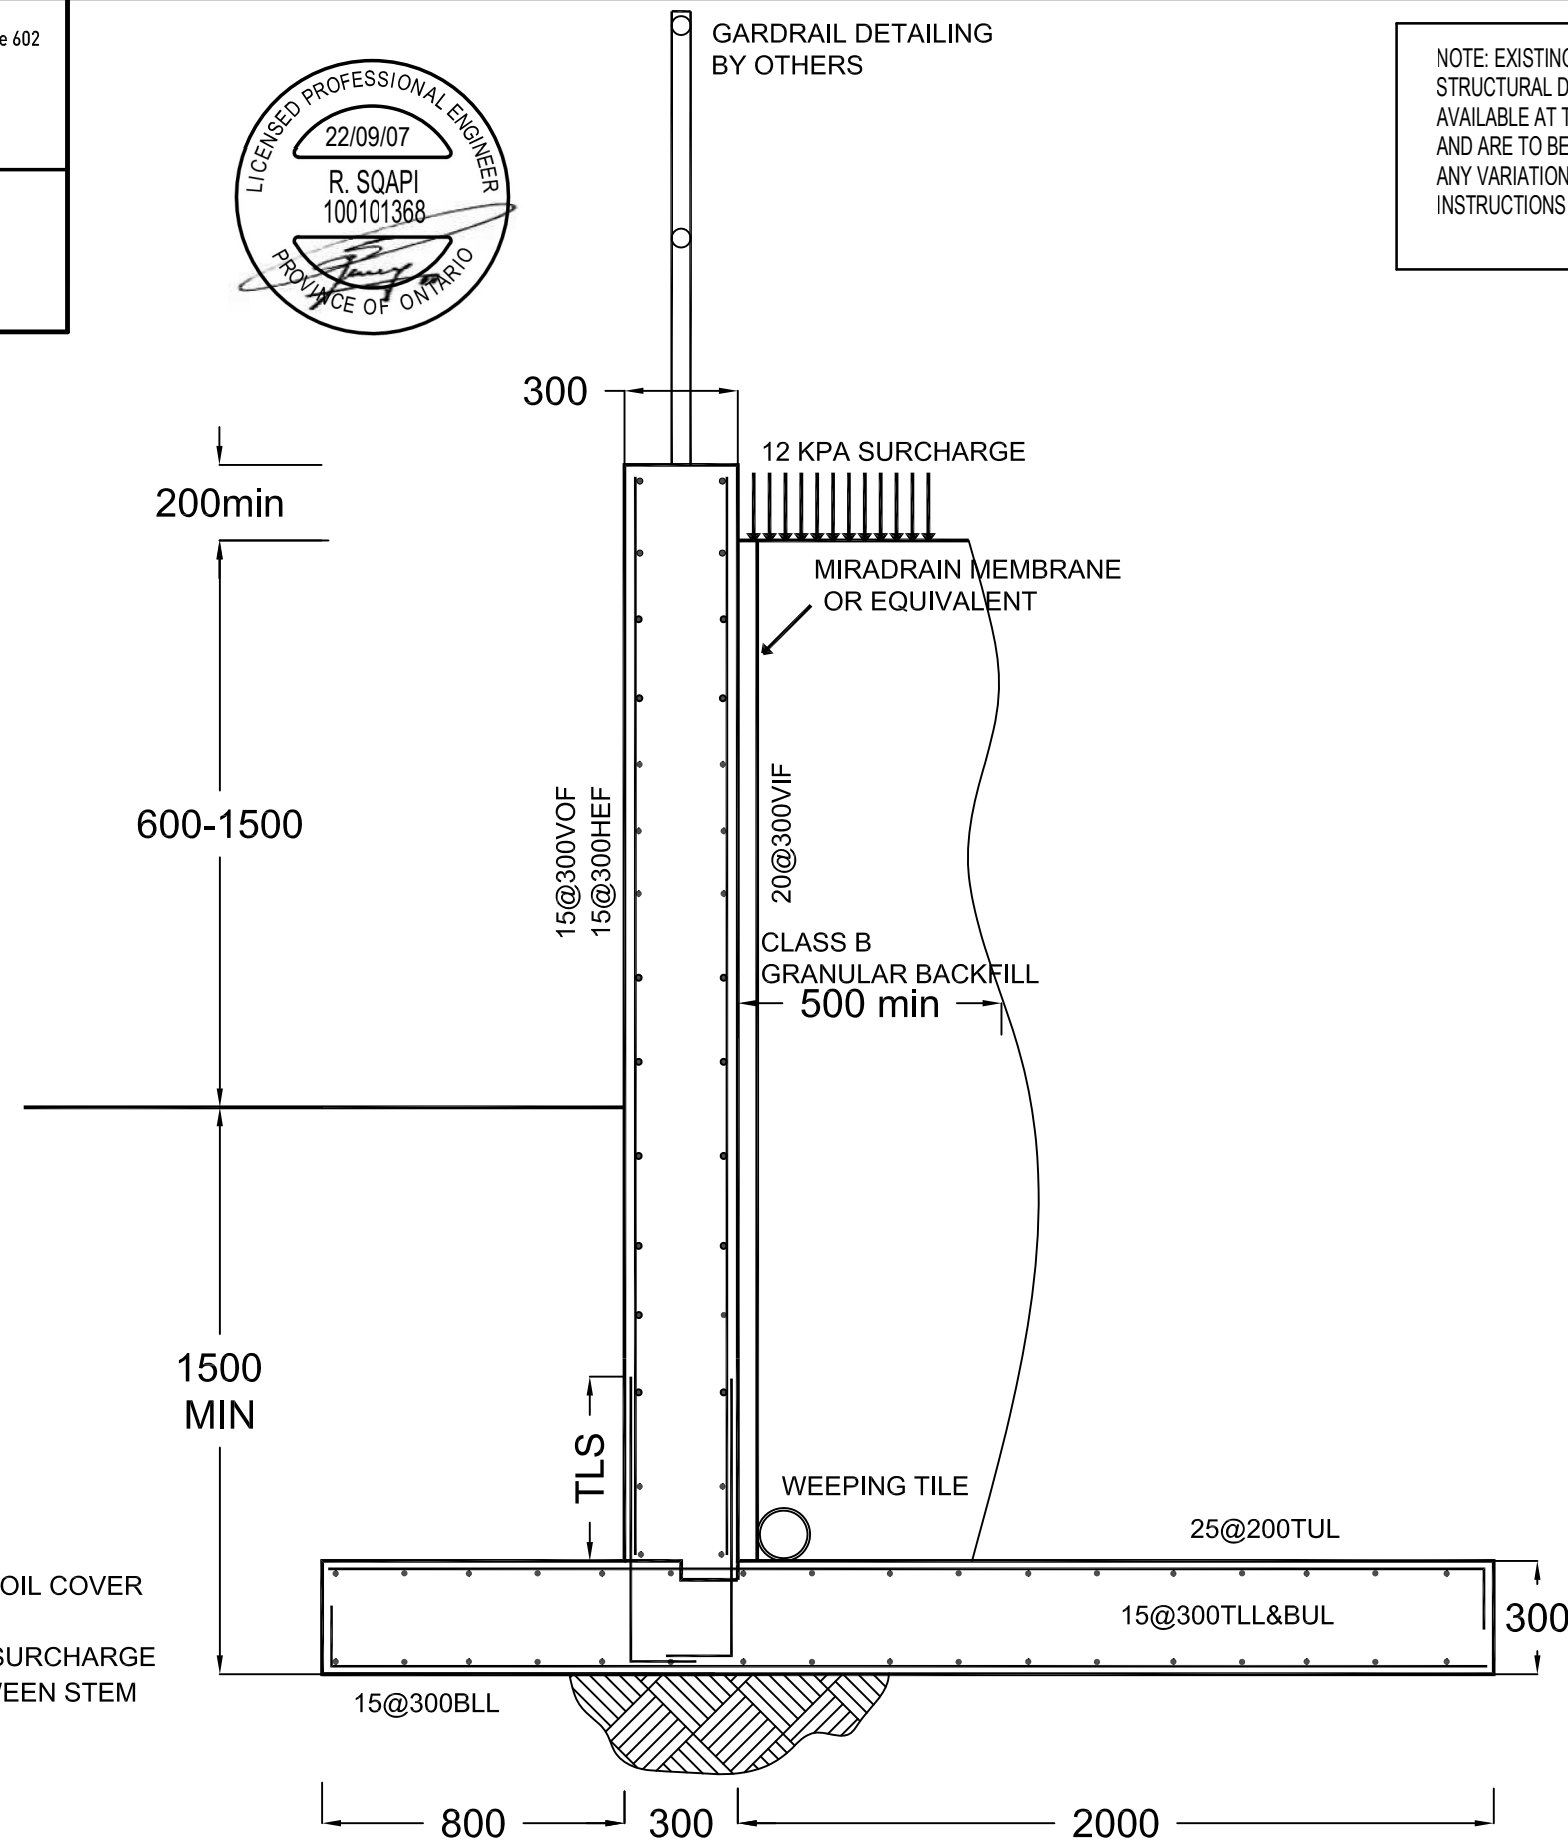 e 602
GARDRAIL DETAILING
BY OTHERS
LICENSED PROFESSIONAL ENGINEER
22/09/07
R. SQAPI
100101368
PROVINCE OF ONTARIO
NOTE: EXISTING
STRUCTURAL D
AVAILABLE AT T
AND ARE TO BE
ANY VARIATION
INSTRUCTIONS
300
12 KPA SURCHARGE
200min
MIRADRAIN MEMBRANE
OR EQUIVALENT
600-1500
15@300VOF
15@300HEF
20@300VIF
CLASS B
GRANULAR BACKFILL
500 min
1500
MIN
TLS
WEEPING TILE
25@200TUL
OIL COVER
15@300TLL&BUL
300
SURCHARGE
WEEN STEM
15@300BLL
800
300
2000